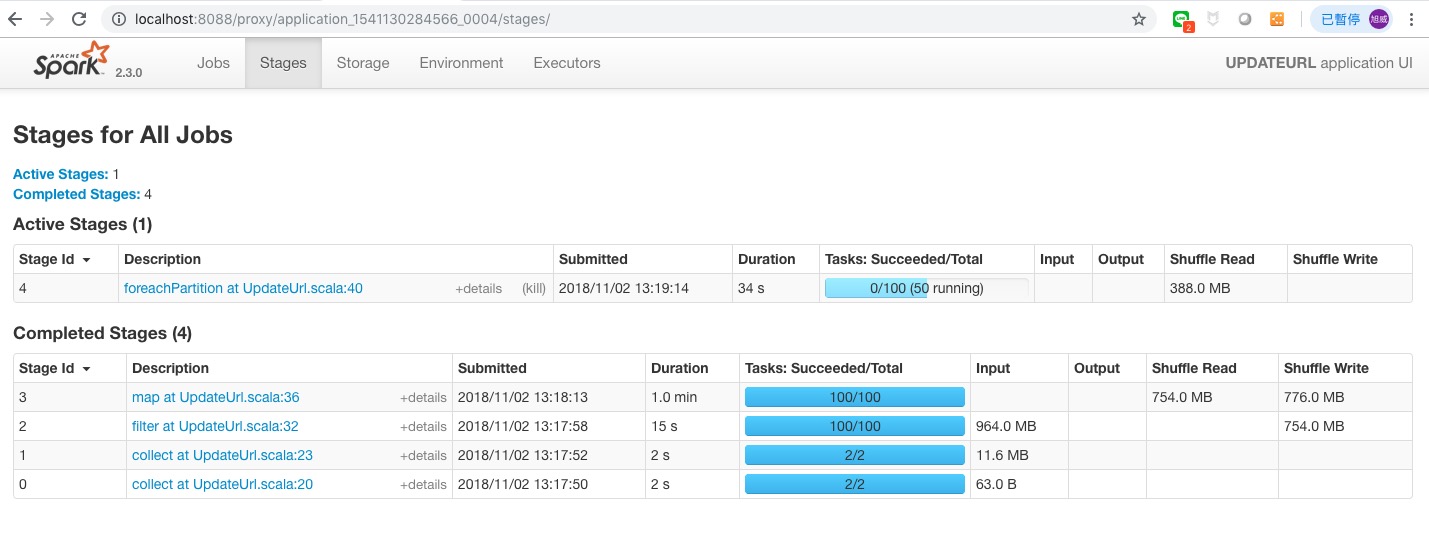 localhost:8088/proxy/application_1541130284566_0004/stages/
2
已暫停 旭威
APACHE Spark 2.3.0 Jobs Stages Storage Environment Executors UPDATEURL application UI
Stages for All Jobs
Active Stages: 1
Completed Stages: 4
Active Stages (1)
Stage Id Description Submitted Duration Tasks: Succeeded/Total Input Output Shuffle Read Shuffle Write
4 foreachPartition at UpdateUrl.scala:40 +details (kill) 2018/11/02 13:19:14 34 s 0/100 (50 running) 388.0 MB
Completed Stages (4)
Stage Id Description Submitted Duration Tasks: Succeeded/Total Input Output Shuffle Read Shuffle Write
3 map at UpdateUrl.scala:36 +details 2018/11/02 13:18:13 1.0 min 100/100 754.0 MB 776.0 MB
2 filter at UpdateUrl.scala:32 +details 2018/11/02 13:17:58 15 s 100/100 964.0 MB 754.0 MB
1 collect at UpdateUrl.scala:23 +details 2018/11/02 13:17:52 2 s 2/2 11.6 MB
0 collect at UpdateUrl.scala:20 +details 2018/11/02 13:17:50 2 s 2/2 63.0 B